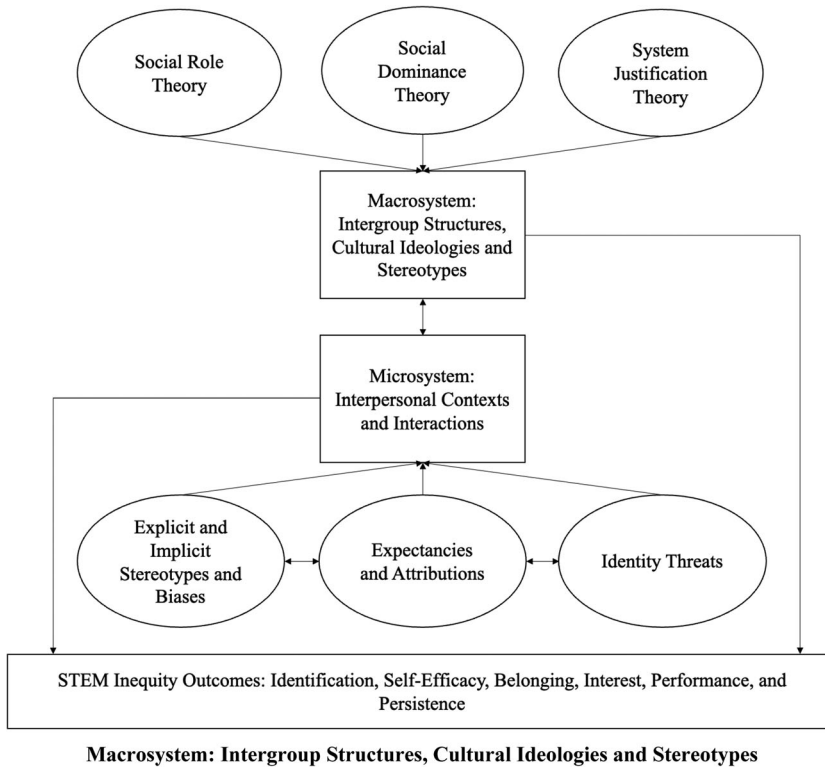 Social Role
Theory
Social
Dominance
Theory
System
Justification
Theory
Macrosystem:
Intergroup Structures,
Cultural Ideologies and
Stereotypes
Microsystem:
Interpersonal Contexts
and Interactions
Explicit and
Implicit
Stereotypes and
Biases
Expectancies
and Attributions
Identity Threats
STEM Inequity Outcomes: Identification, Self-Efficacy, Belonging, Interest, Performance, and
Persistence
Macrosystem: Intergroup Structures, Cultural Ideologies and Stereotypes